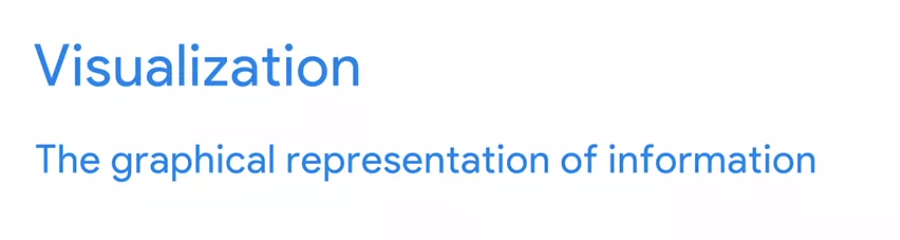 Visualization
The graphical representation of information